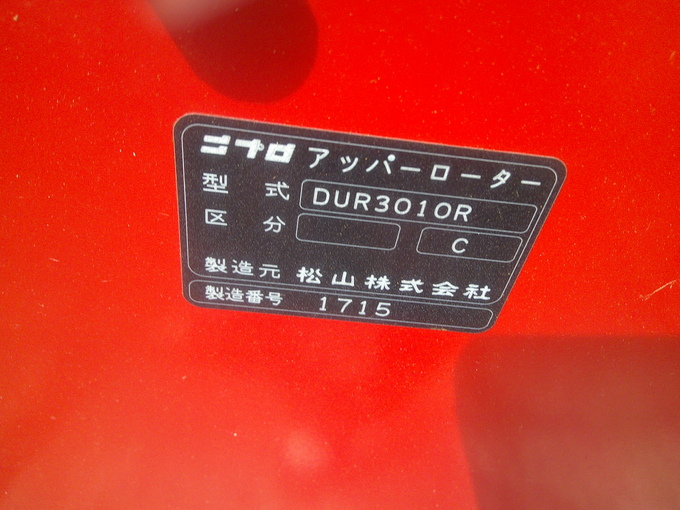 ニプロ アッパーローター
型式 DUR3010R
区分 C
製造元 松山株式会社
製造番号 1715